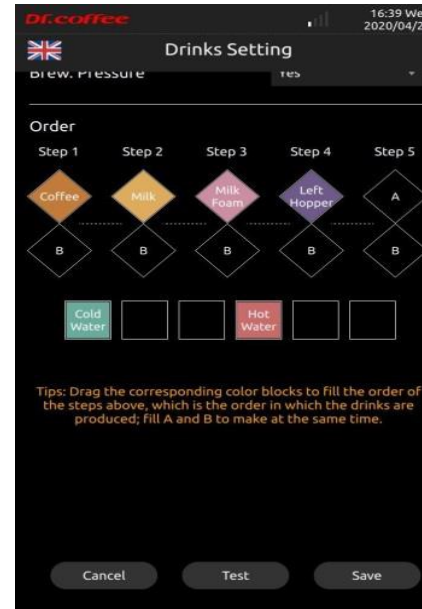 Dr.coffee
16:39 We
2020/04/2
Drinks Setting
Brew. Pressure Yes
Order
Step 1 Step 2 Step 3 Step 4 Step 5
Coffee Milk Milk Foam Left Hopper A
B B B B B
Cold Water Hot Water
Tips: Drag the corresponding color blocks to fill the order of
the steps above, which is the order in which the drinks are
produced; fill A and B to make at the same time.
Cancel Test Save